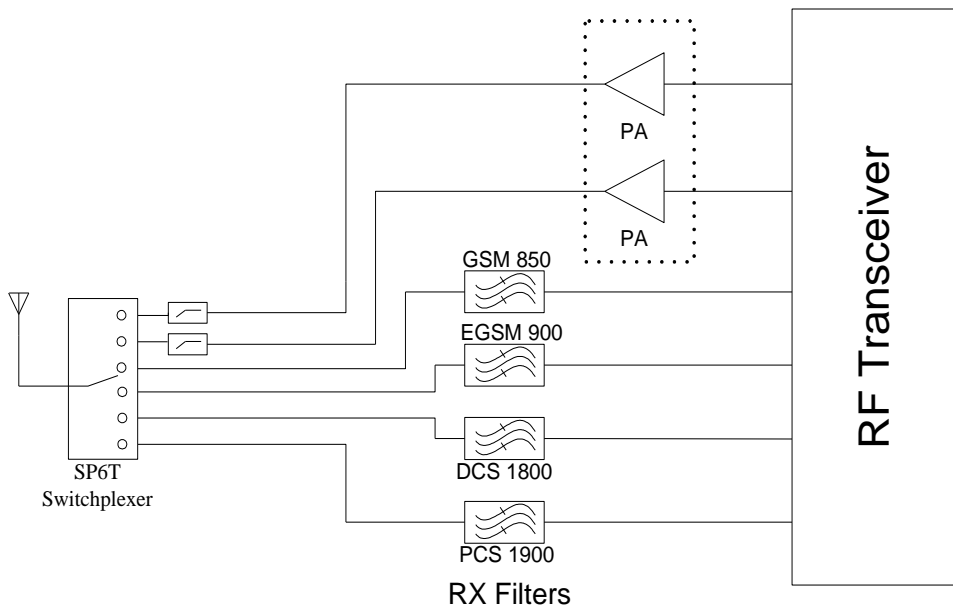 PA
PA
GSM 850
EGSM 900
DCS 1800
PCS 1900
RX Filters
SP6T
Switchplexer
RF Transceiver